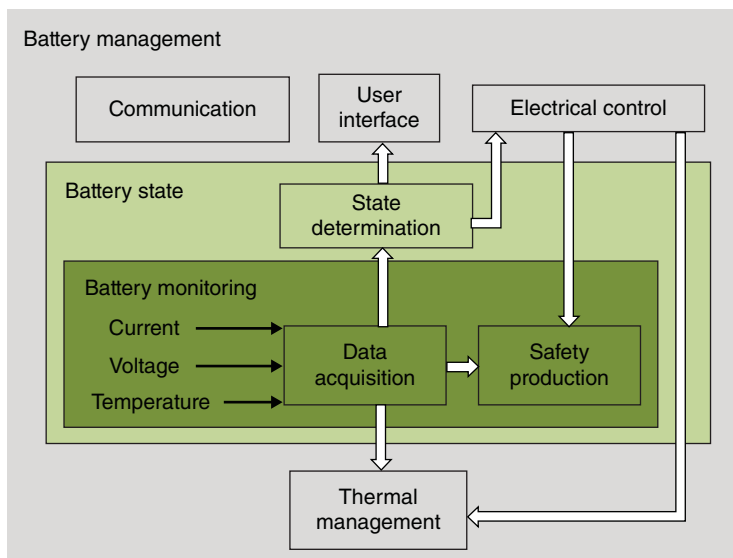 Battery management
Communication
User
interface
Electrical control
Battery state
State
determination
Battery monitoring
Current
Voltage
Temperature
Data
acquisition
Safety
production
Thermal
management